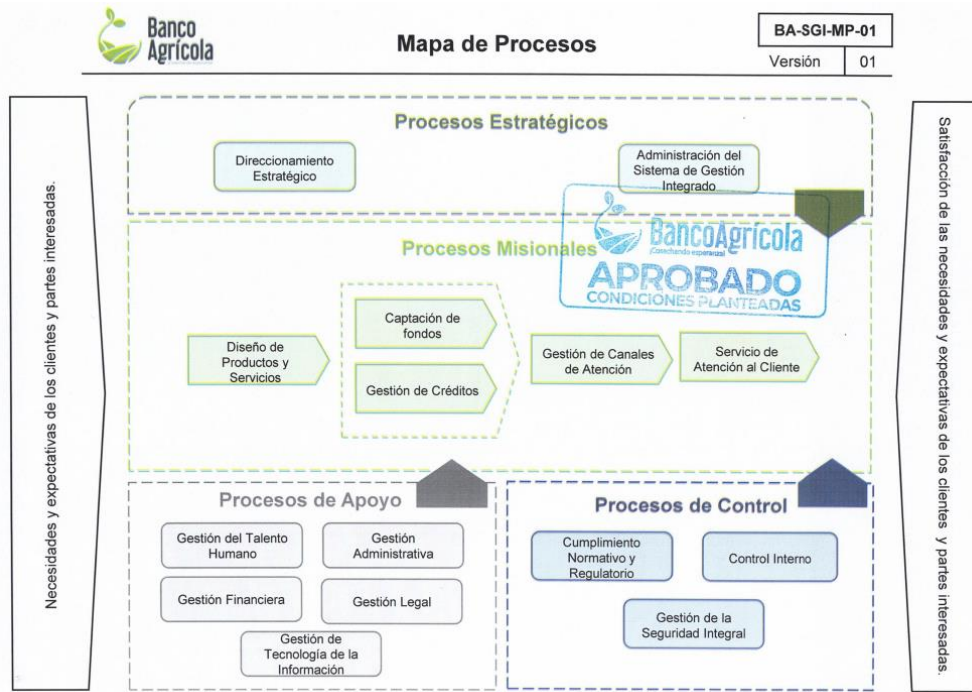 Banco
Agrícola
Mapa de Procesos
BA-SGI-MP-01
Versión 01
Necesidades y expectativas de los clientes y partes interesadas.
Procesos Estratégicos
Direccionamiento
Estratégico
Administración del
Sistema de Gestión
Integrado
BancoAgrícola
¡Cosechando esperanza!
APROBADO
CONDICIONES PLANTEADAS
Procesos Misionales
Diseño de
Productos y
Servicios
Captación de
fondos
Gestión de Créditos
Gestión de Canales
de Atención
Servicio de
Atención al Cliente
Procesos de Apoyo
Gestión del Talento
Humano
Gestión
Administrativa
Gestión Financiera
Gestión Legal
Gestión de
Tecnología de la
Información
Procesos de Control
Cumplimiento
Normativo y
Regulatorio
Control Interno
Gestión de la
Seguridad Integral
Satisfacción de las necesidades y expectativas de los clientes y partes interesadas.